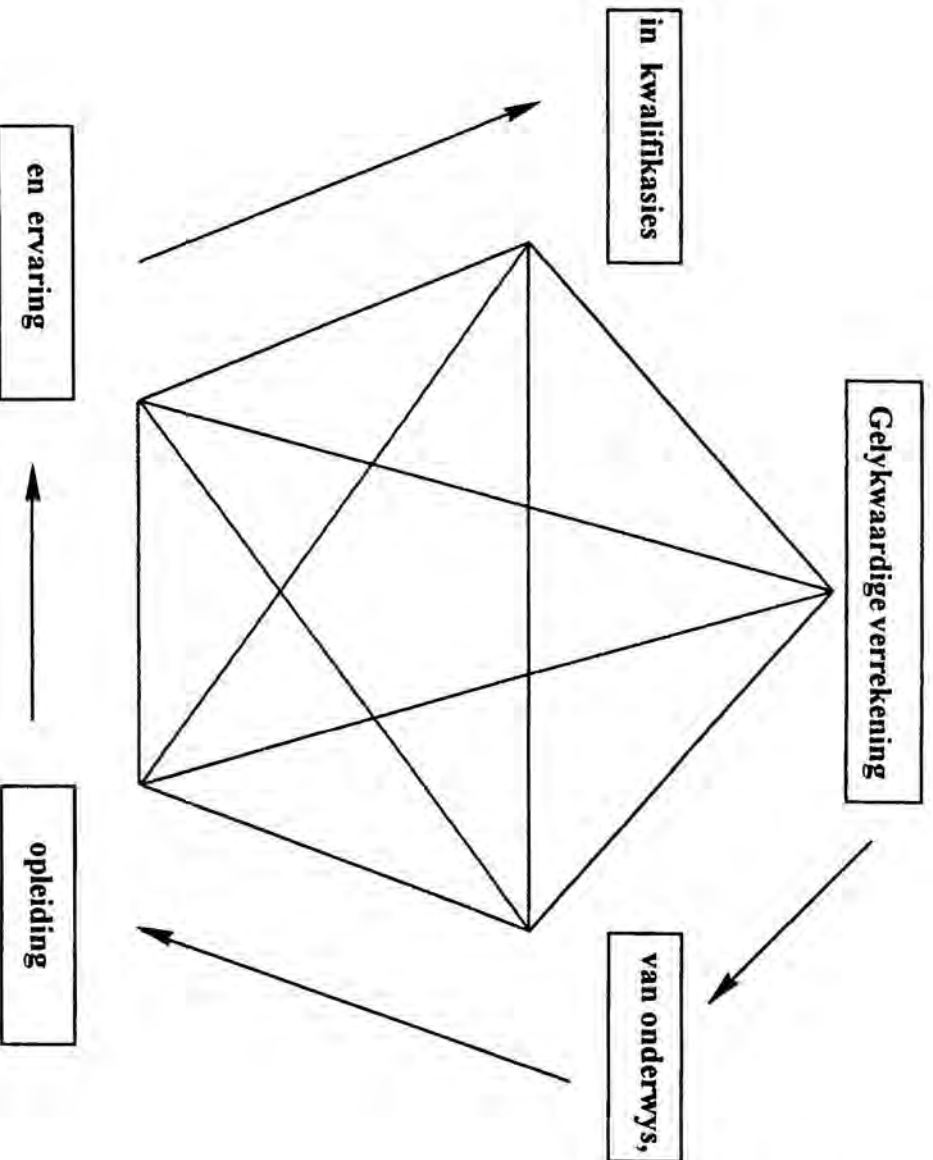 Gelykwaardige verrekening
van onderwys,
opleiding
en ervaring
in kwalifikasies